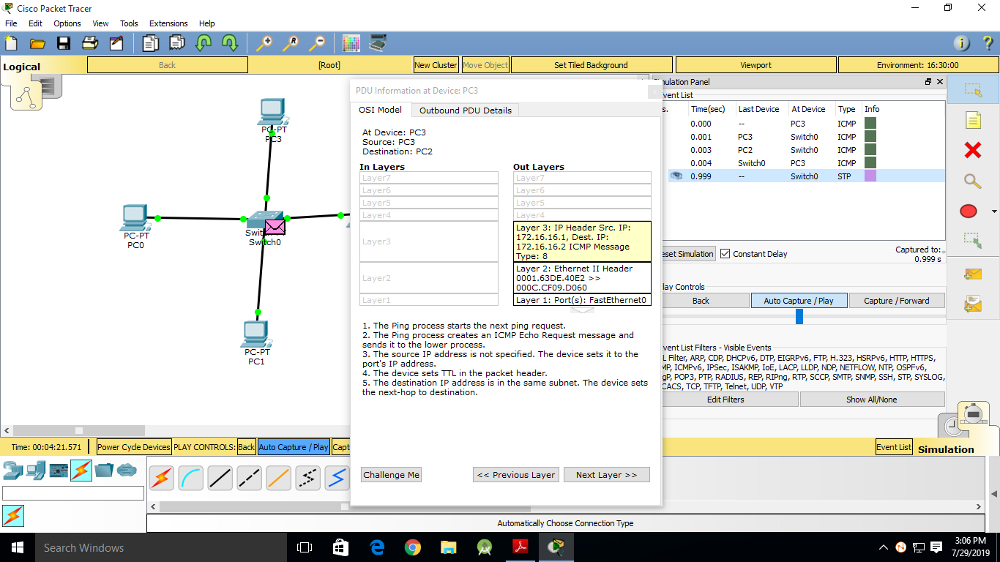 Cisco Packet Tracer
File Edit Options View Tools Extensions Help
Logical Back [Root] New Cluster Move Object Set Tiled Background Viewport Environment: 16:30:00
PC-PT
PC3
PC-PT
PC0
Switch0
PC-PT
PC1
PDU Information at Device: PC3
OSI Model Outbound PDU Details
At Device: PC3
Source: PC3
Destination: PC2
In Layers Out Layers
Layer7 Layer7
Layer6 Layer6
Layer5 Layer5
Layer4 Layer4
Layer3
Layer 3: IP Header Src. IP:
172.16.16.1, Dest. IP:
172.16.16.2 ICMP Message
Type: 8
Layer2
Layer 2: Ethernet II Header
0001.63DE.40E2 >>
000C.CF09.D060
Layer1 Layer 1: Port(s): FastEthernet0
1. The Ping process starts the next ping request.
2. The Ping process creates an ICMP Echo Request message and
sends it to the lower process.
3. The source IP address is not specified. The device sets it to the
port's IP address.
4. The device sets TTL in the packet header.
5. The destination IP address is in the same subnet. The device sets
the next-hop to destination.
Challenge Me << Previous Layer Next Layer >>
mulation Panel
vent List
s. Time(sec) Last Device At Device Type Info
0.000 -- PC3 ICMP
0.001 PC3 Switch0 ICMP
0.003 PC2 Switch0 ICMP
0.004 Switch0 PC3 ICMP
0.999 -- Switch0 STP
eset Simulation Constant Delay Captured to:
0.999 s
lay Controls
Back Auto Capture / Play Capture / Forward
vent List Filters - Visible Events
L Filter, ARP, CDP, DHCPv6, DTP, EIGRPv6, FTP, H.323, HSRPv6, HTTP, HTTPS,
MP, ICMPv6, IPSec, ISAKMP, IoE, LACP, LLDP, NDP, NETFLOW, NTP, OSPFv6,
gP, POP3, PTP, RADIUS, REP, RIPng, RTP, SCCP, SMTP, SNMP, SSH, STP, SYSLOG,
CACS, TCP, TFTP, Telnet, UDP, VTP
Edit Filters Show All/None
Time: 00:04:21.571 Power Cycle Devices PLAY CONTROLS: Back Auto Capture / Play Capt Event List Simulation
Automatically Choose Connection Type
Search Windows
3:06 PM
7/29/2019